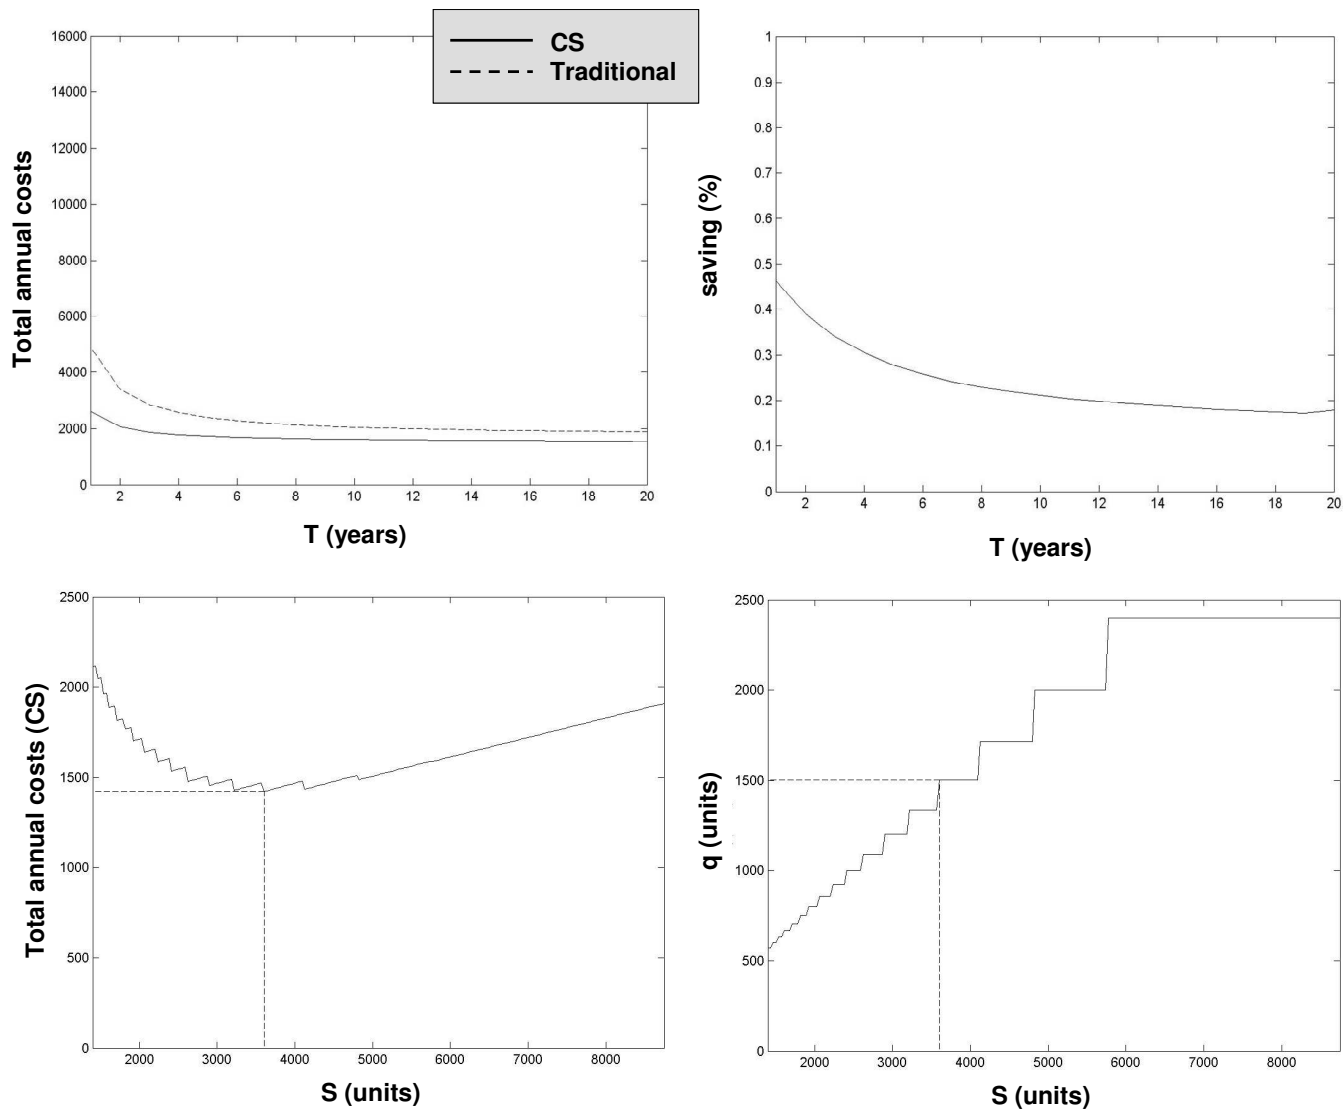 CS
Traditional
Total annual costs
16000
14000
12000
10000
8000
6000
4000
2000
0
2 4 6 8 10 12 14 16 18 20
T (years)
saving (%)
1
0.9
0.8
0.7
0.6
0.5
0.4
0.3
0.2
0.1
0
2 4 6 8 10 12 14 16 18 20
T (years)
Total annual costs (CS)
2500
2000
1500
1000
500
0
2000 3000 4000 5000 6000 7000 8000
S (units)
q (units)
2500
2000
1500
1000
500
0
2000 3000 4000 5000 6000 7000 8000
S (units)